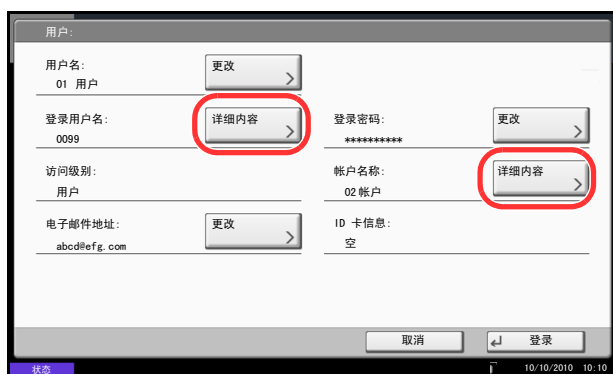 用户:
用户名:
更改
01 用户
登录用户名:
详细内容
0099
登录密码:
更改
**********
访问级别:
用户
帐户名称:
详细内容
02 帐户
电子邮件地址:
更改
abcd@efg.com
ID 卡信息:
空
取消
登录
状态
10/10/2010 10:10